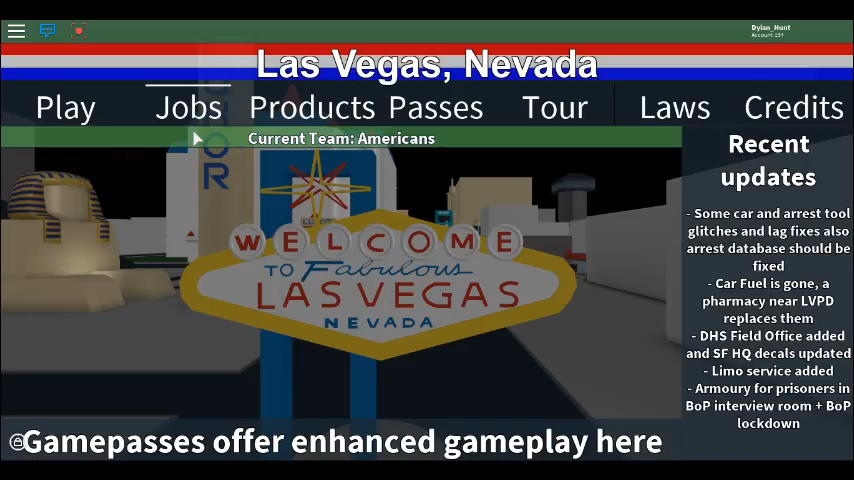 Dylan_Hunt
Account: 13+
Las Vegas, Nevada
Play Jobs Products Passes Tour Laws Credits
Current Team: Americans
Recent
updates
- Some car and arrest tool
glitches and lag fixes also
arrest database should be
fixed
- Car Fuel is gone, a
pharmacy near LVPD
replaces them
- DHS Field Office added
and SF HQ decals updated
- Limo service added
- Armoury for prisoners in
BoP interview room + BoP
lockdown
WELCOME
TO Fabulous
LAS VEGAS
NEVADA
Gamepasses offer enhanced gameplay here